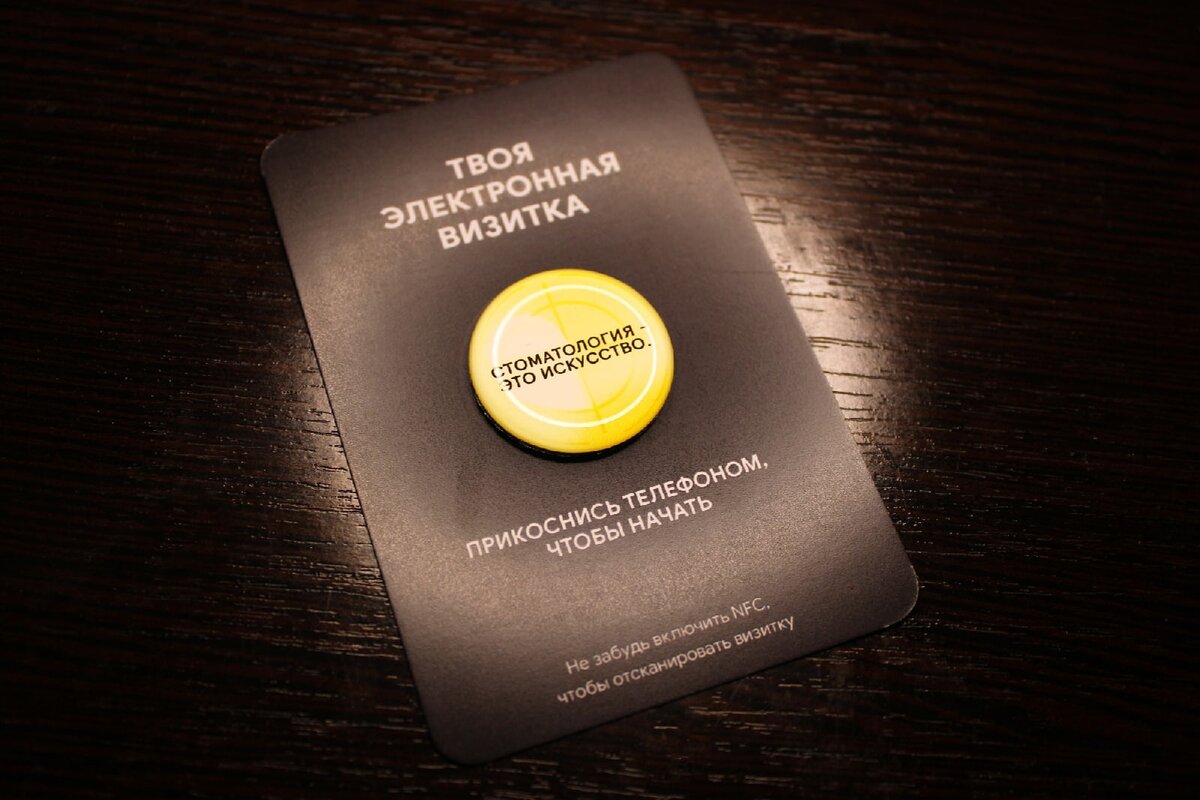 ТВОЯ
ЭЛЕКТРОННАЯ
ВИЗИТКА
СТОМАТОЛОГИЯ -
ЭТО ИСКУССТВО.
ПРИКОСНИСЬ ТЕЛЕФОНОМ,
ЧТОБЫ НАЧАТЬ
Не забудь включить NFC,
чтобы отсканировать визитку